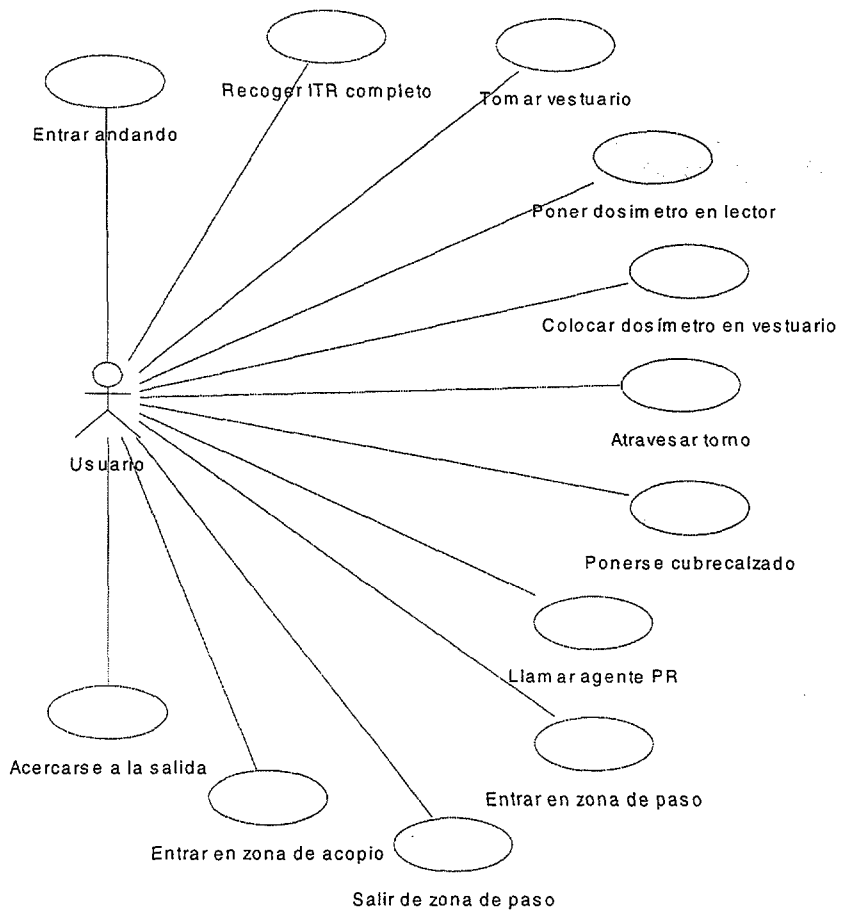 Recoger ITR completo
Tomar vestuario
Entrar andando
Poner dosimetro en lector
Colocar dosímetro en vestuario
Atravesar torno
Usuario
Ponerse cubrecalzado
Llamar agente PR
Acercarse a la salida
Entrar en zona de paso
Entrar en zona de acopio
Salir de zona de paso